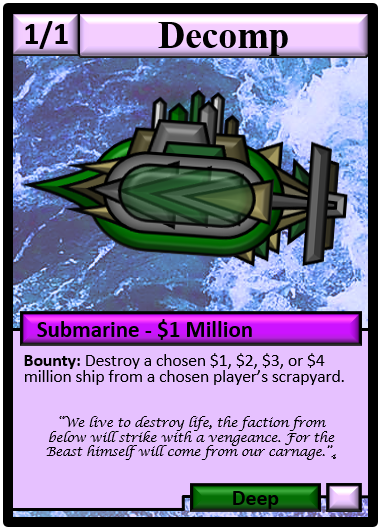 1/1 Decomp
Submarine - $1 Million
Bounty: Destroy a chosen $1, $2, $3, or $4
million ship from a chosen player's scrapyard.
"We live to destroy life, the faction from
below will strike with a vengeance. For the
Beast himself will come from our carnage."
Deep